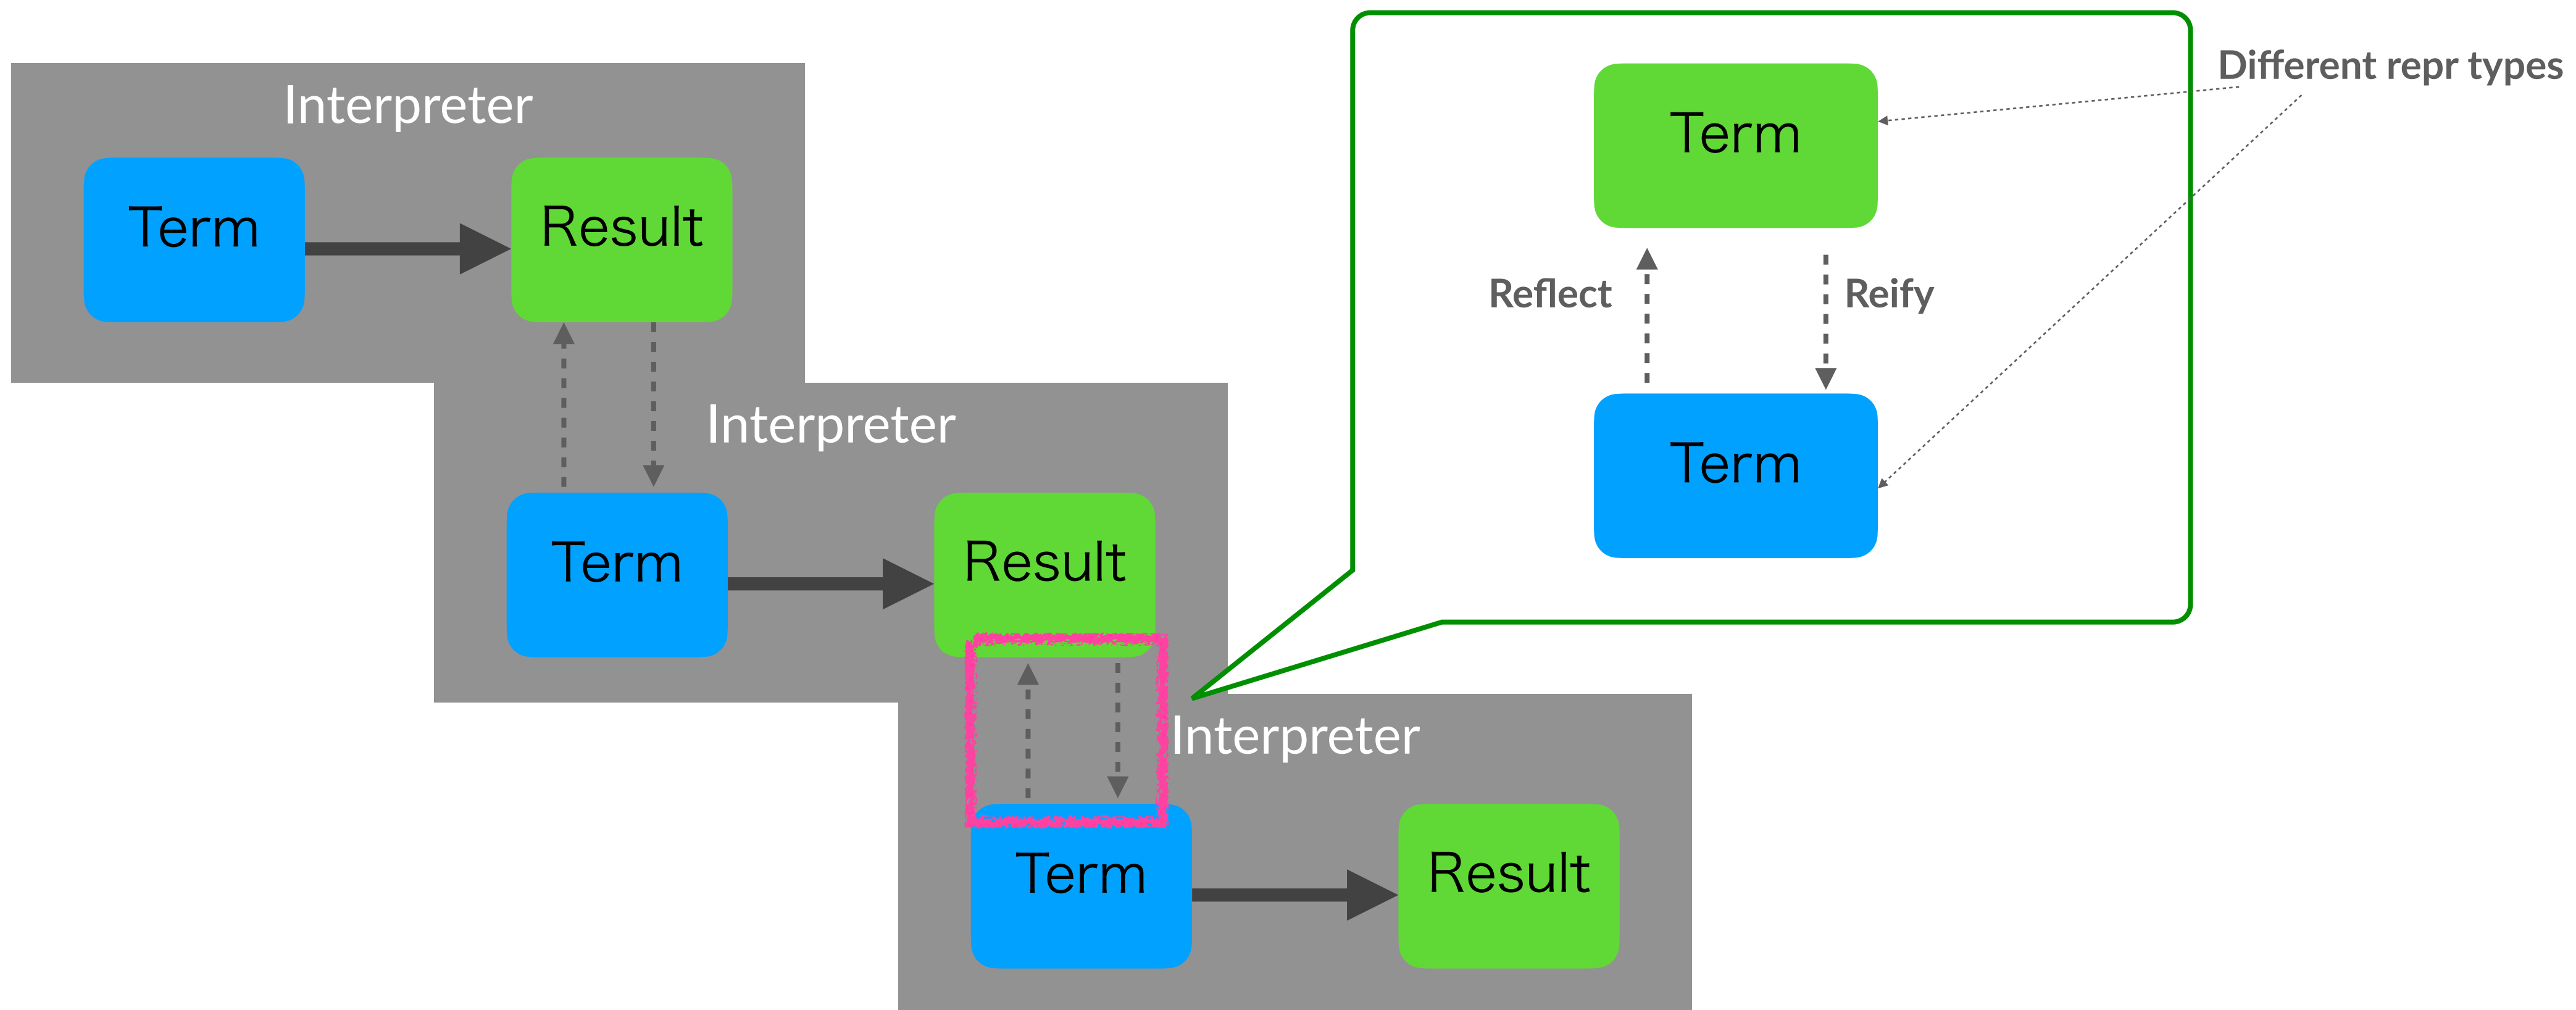 Interpreter
Term
Result
Interpreter
Term
Result
Interpreter
Term
Result
Term
Reflect
Reify
Term
Different repr types